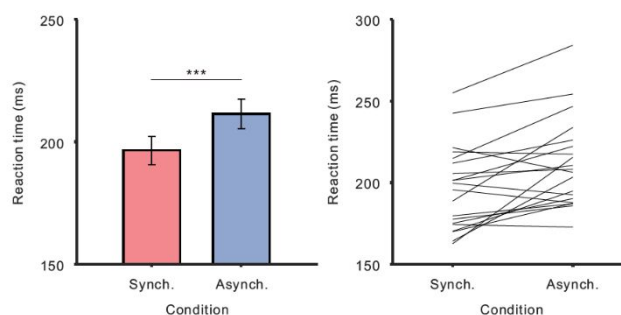 Reaction time (ms)
250
200
150
***
Synch.
Asynch.
Condition
Reaction time (ms)
300
250
200
150
Synch.
Asynch.
Condition